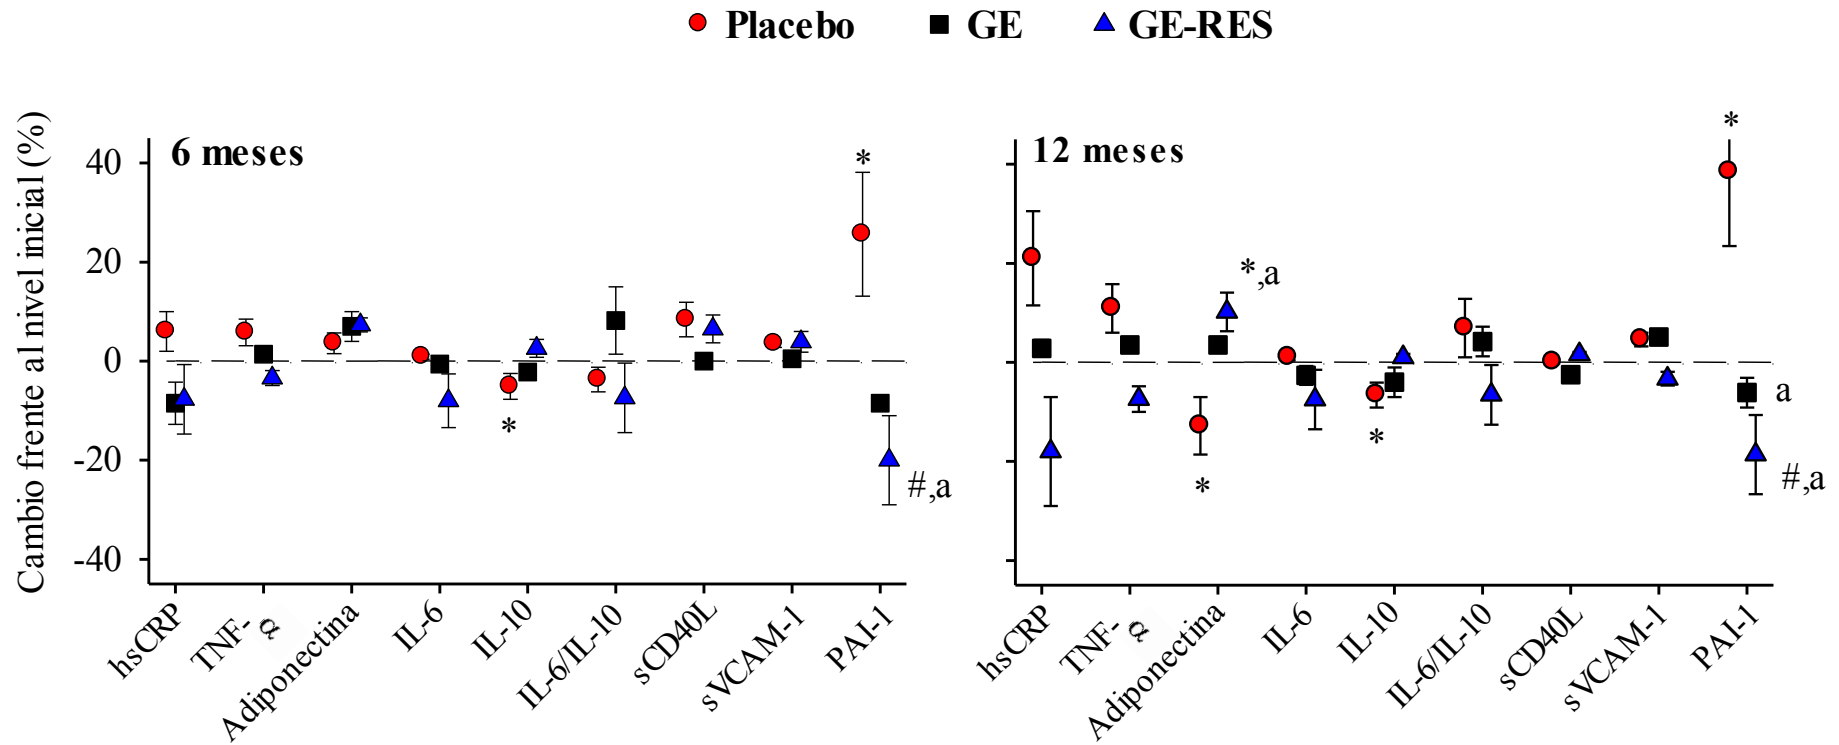 Placebo GE GE-RES
Cambio frente al nivel inicial (%)
6 meses
40
20
0
-20
-40
*
*
#,a
hsCRP
TNF-α
Adiponectina
IL-6
IL-10
IL-6/IL-10
sCD40L
sVCAM-1
PAI-1
12 meses
*
*,a
*
*
a
#,a
hsCRP
TNF-α
Adiponectina
IL-6
IL-10
IL-6/IL-10
sCD40L
sVCAM-1
PAI-1